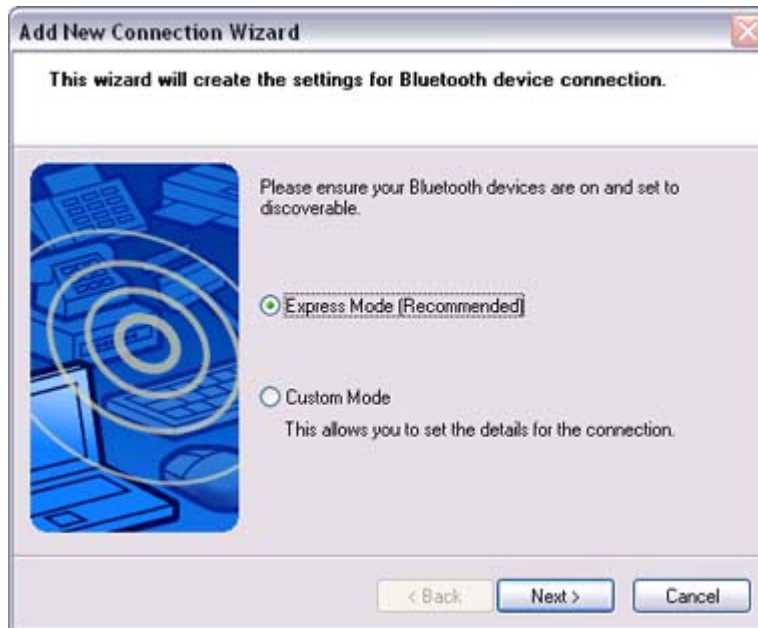 Add New Connection Wizard
This wizard will create the settings for Bluetooth device connection.
Please ensure your Bluetooth devices are on and set to
discoverable.
Express Mode (Recommended)
Custom Mode
This allows you to set the details for the connection.
< Back
Next >
Cancel